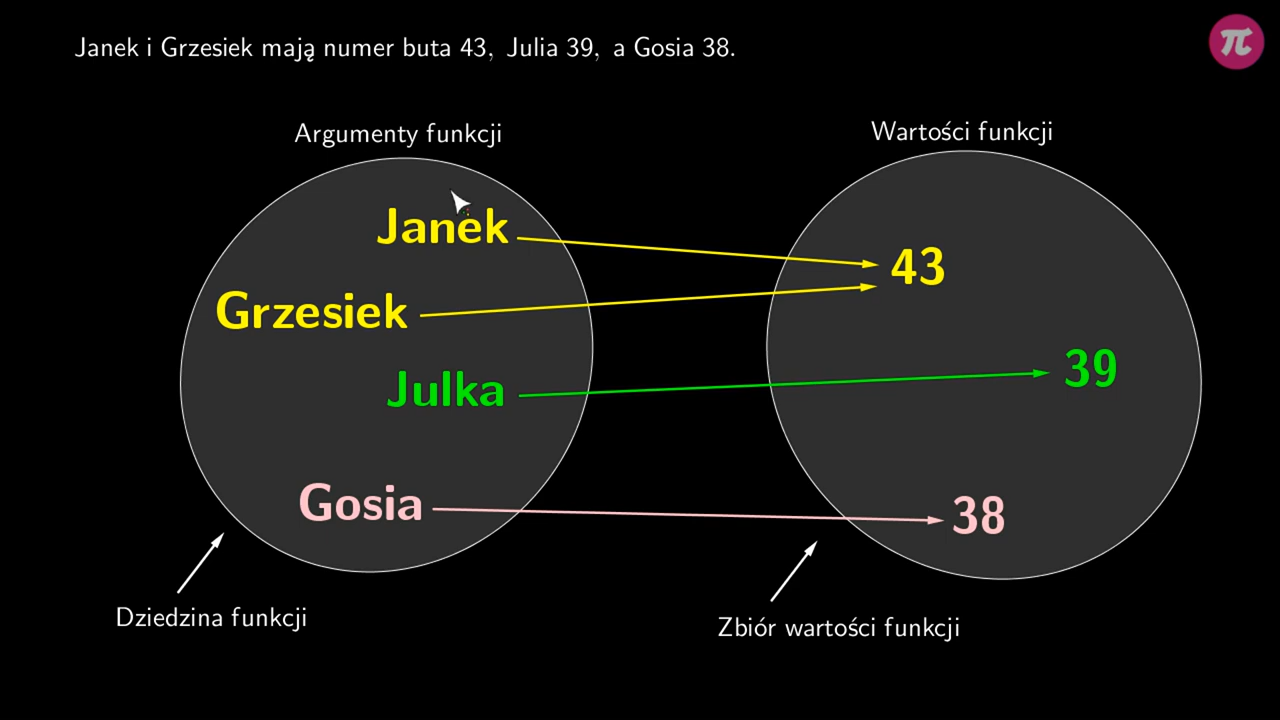 Janek i Grzesiek mają numer buta 43, Julia 39, a Gosia 38.
Argumenty funkcji
Wartości funkcji
Janek
43
Grzesiek
Julka
39
Gosia
38
Dziedzina funkcji
Zbiór wartości funkcji
π